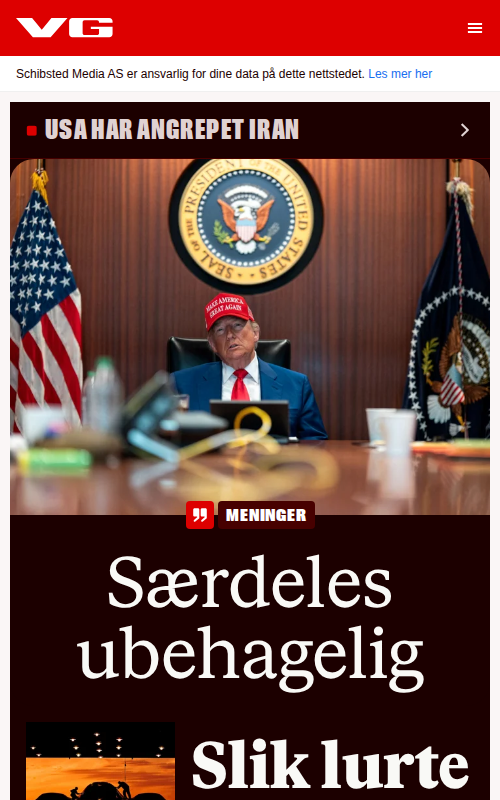 VG
Schibsted Media AS er ansvarlig for dine data på dette nettstedet. Les mer her
USA HAR ANGREPET IRAN
SEAL OF THE PRESIDENT OF THE UNITED
MAKE AMERICA
GREAT AGAIN
MENINGER
Særdeles
ubehagelig
Slik lurte